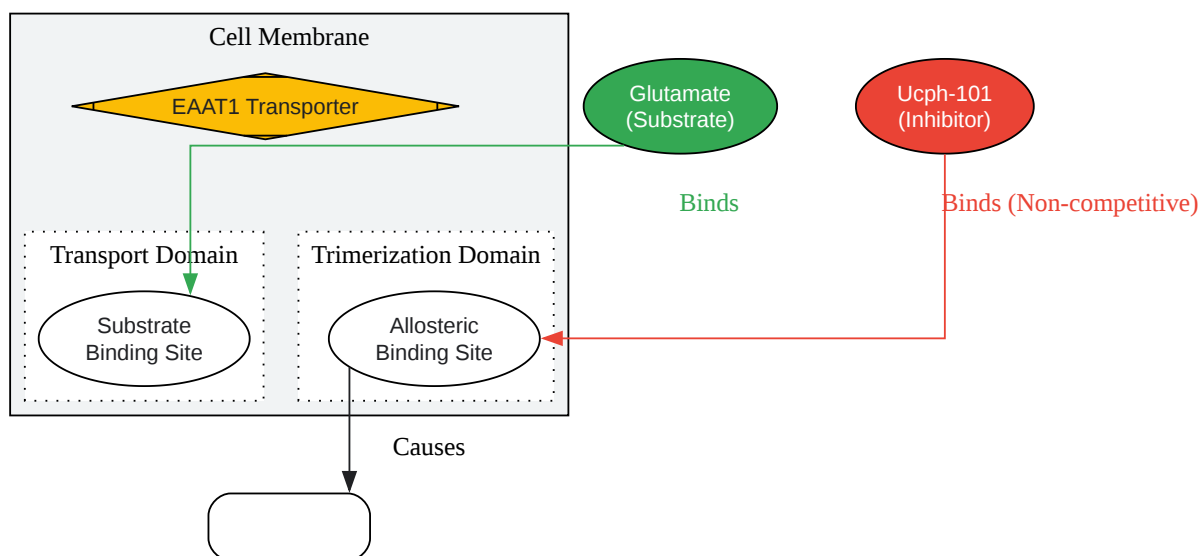 Cell Membrane
EAAT1 Transporter
Glutamate
(Substrate)
Ucph-101
(Inhibitor)
Binds
Binds (Non-competitive)
Transport Domain
Trimerization Domain
Substrate
Binding Site
Allosteric
Binding Site
Causes